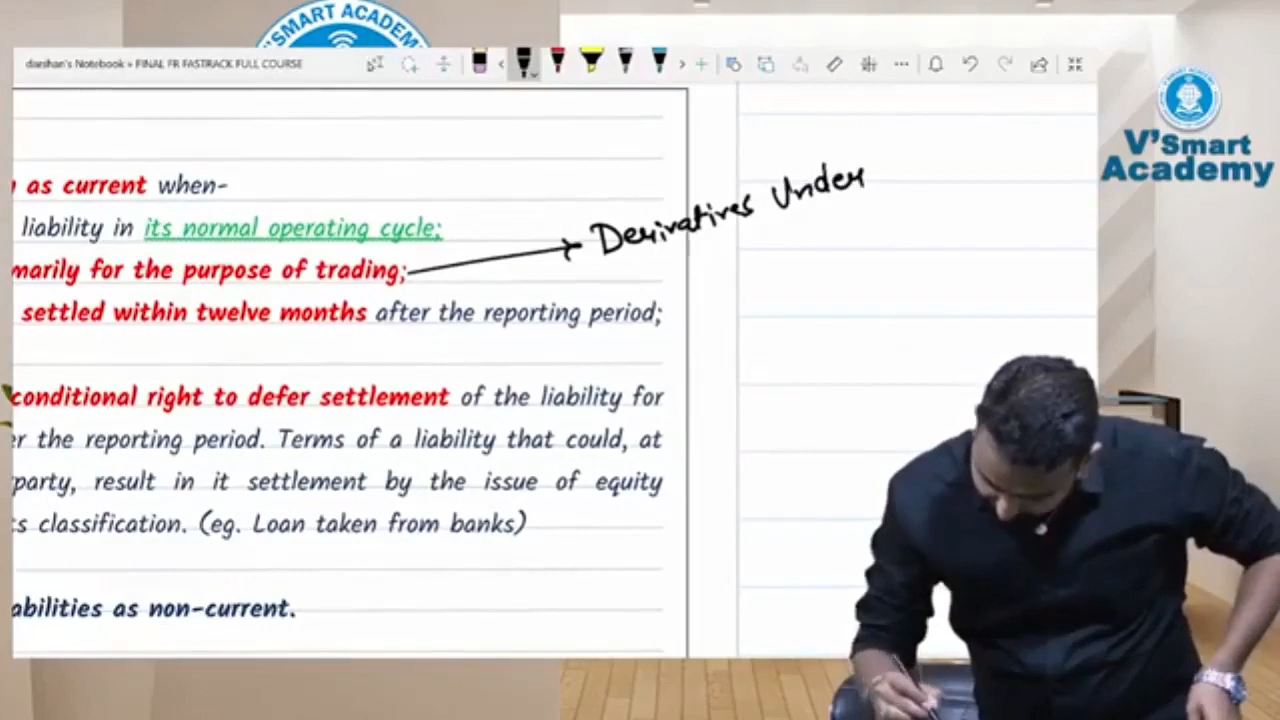 SMART ACADEMY
darshan's Notebook » FINAL FR FASTRACK FULL COURSE
V'Smart
Academy
as current when-
liability in its normal operating cycle;
marily for the purpose of trading;
Derivatives Under
settled within twelve months after the reporting period;
conditional right to defer settlement of the liability for
er the reporting period. Terms of a liability that could, at
party, result in it settlement by the issue of equity
ts classification. (eg. Loan taken from banks)
abilities as non-current.